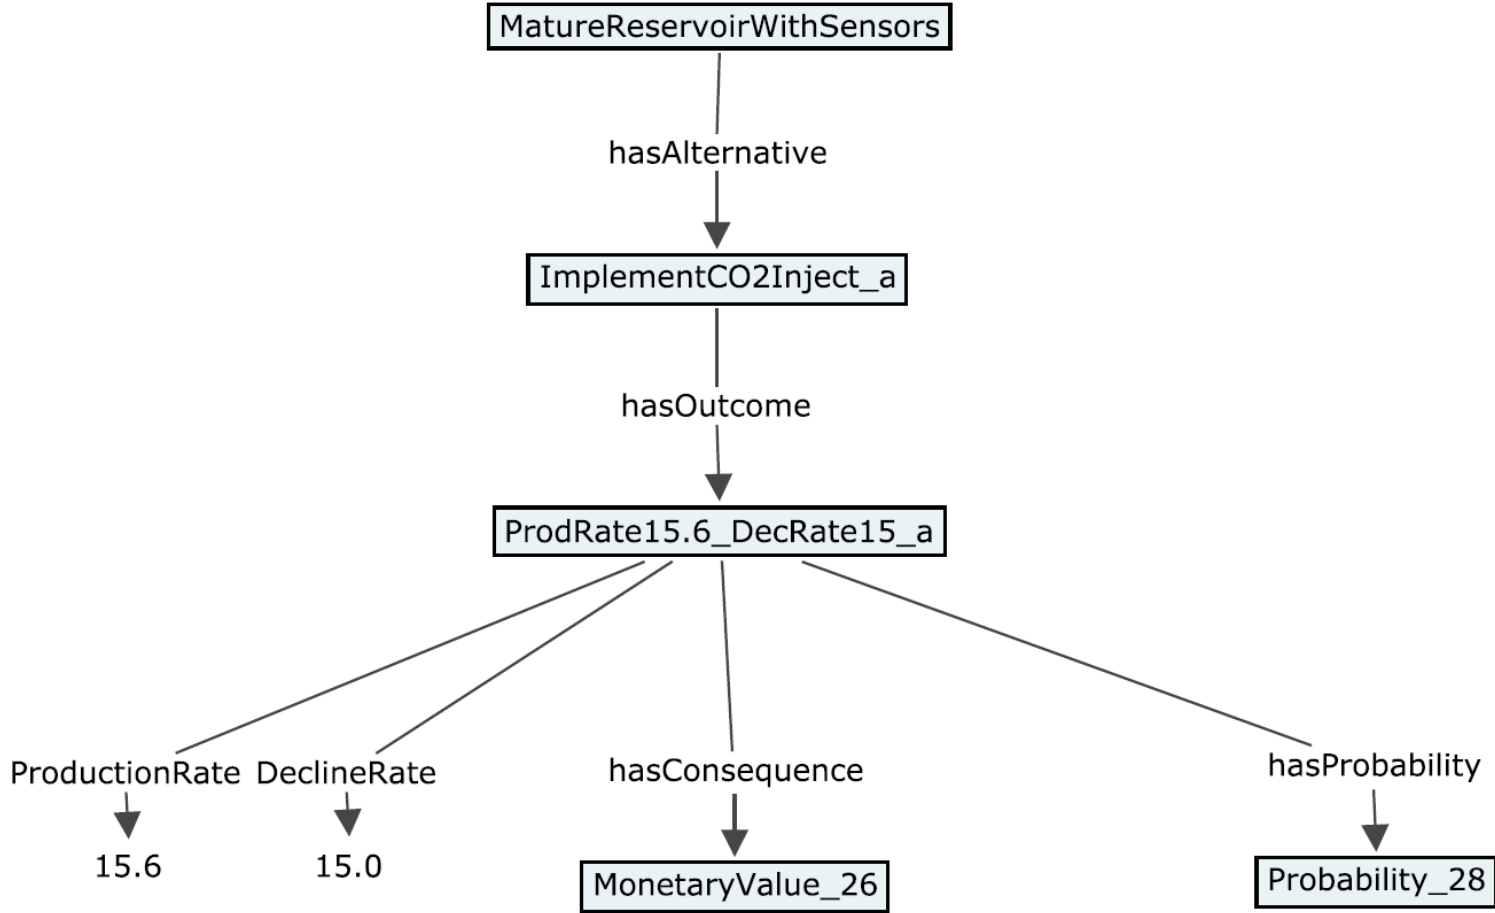 MatureReservoirWithSensors
hasAlternative
ImplementCO2Inject_a
hasOutcome
ProdRate15.6_DecRate15_a
ProductionRate DeclineRate hasConsequence hasProbability
15.6 15.0 MonetaryValue_26 Probability_28